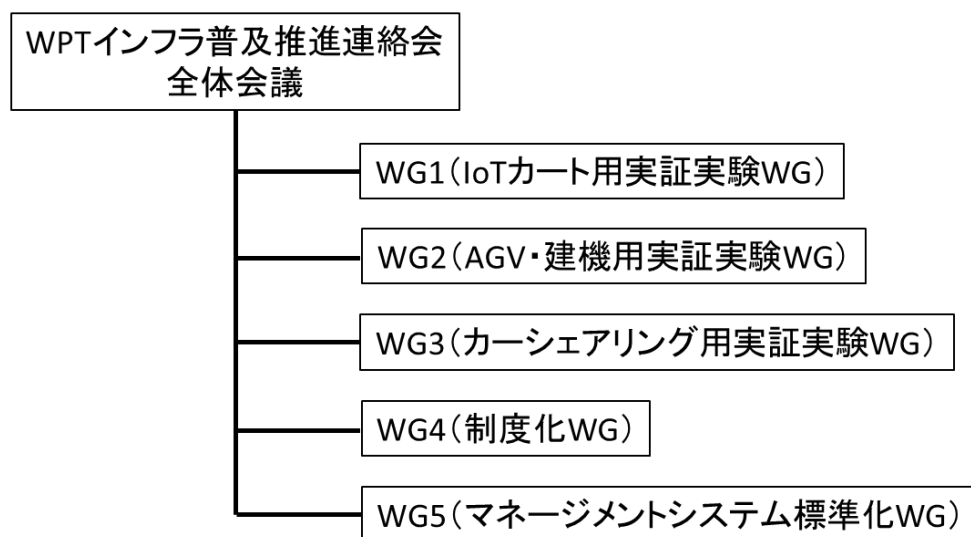 WPTインフラ普及推進連絡会
全体会議
WG1(IoTカート用実証実験WG)
WG2(AGV・建機用実証実験WG)
WG3(カーシェアリング用実証実験WG)
WG4(制度化WG)
WG5(マネージメントシステム標準化WG)